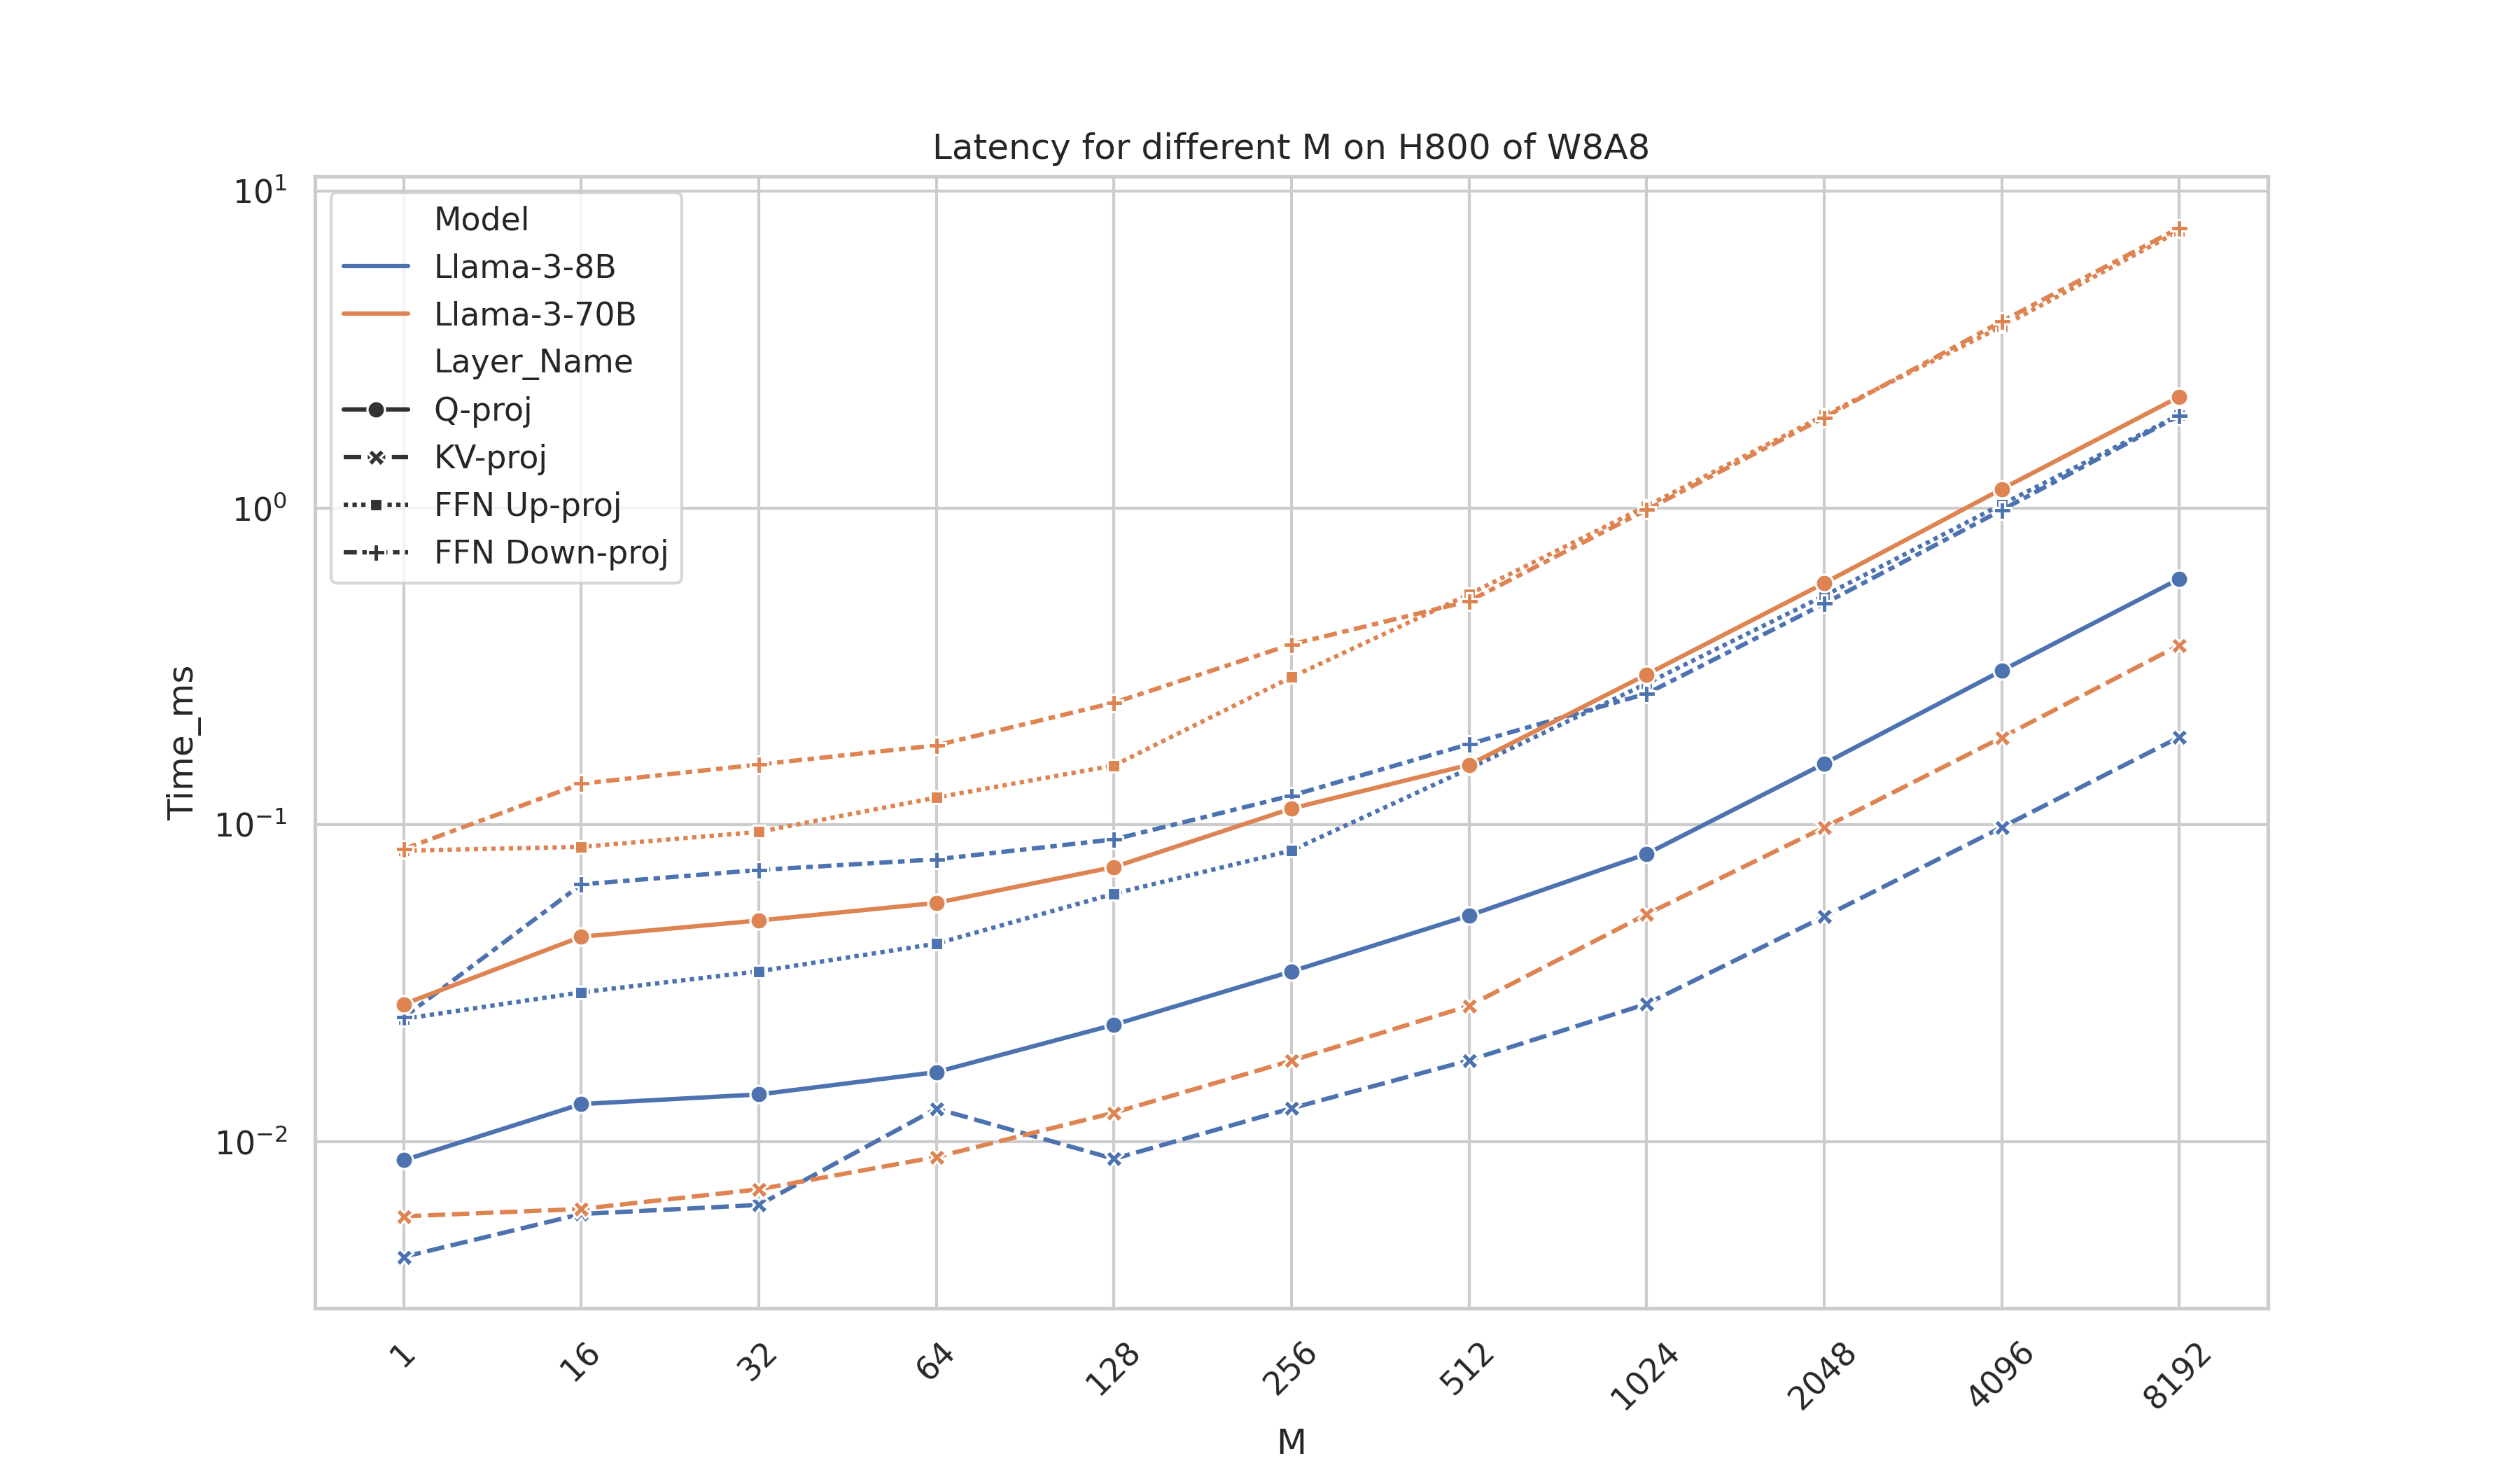 Latency for different M on H800 of W8A8
10¹
10⁰
10⁻¹
10⁻²
Time_ms
Model
Llama-3-8B
Llama-3-70B
Layer_Name
Q-proj
KV-proj
FFN Up-proj
FFN Down-proj
1 16 32 64 128 256 512 1024 2048 4096 8192
M